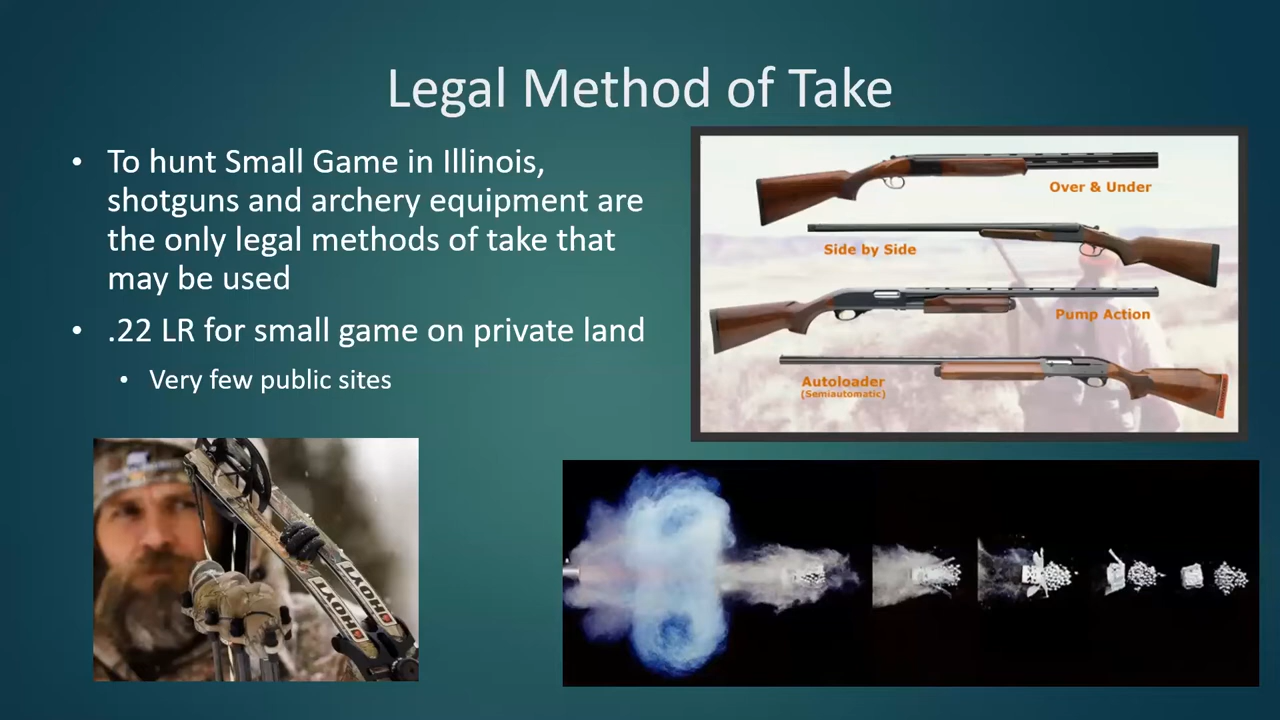 Legal Method of Take
• To hunt Small Game in Illinois,
shotguns and archery equipment are
the only legal methods of take that
may be used
• .22 LR for small game on private land
• Very few public sites
Over & Under
Side by Side
Pump Action
Autoloader
(Semiautomatic)
HOYT
HOYT